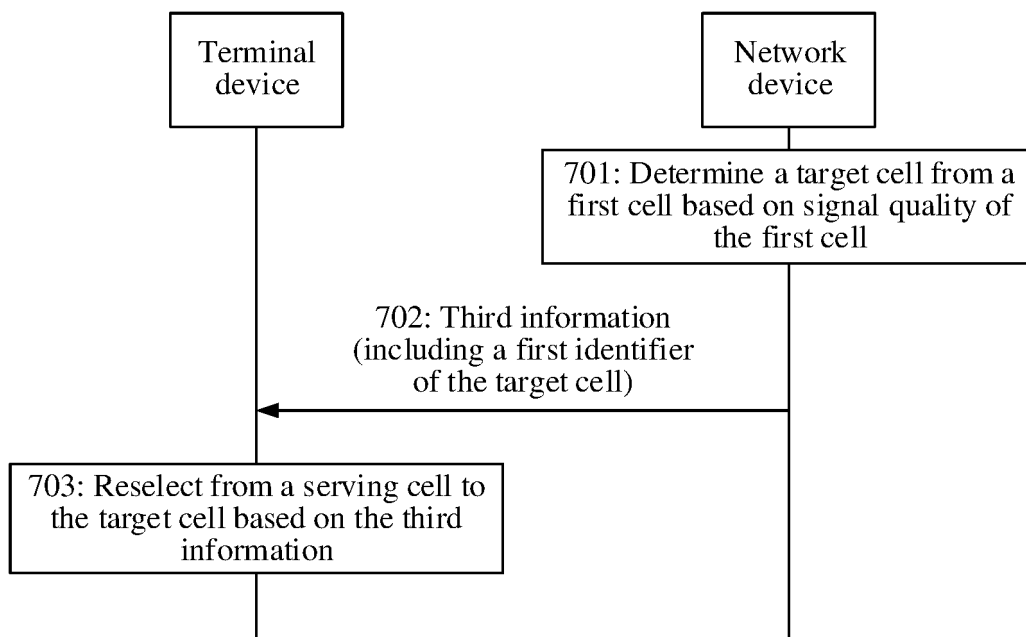 Terminal
device
Network
device
701: Determine a target cell from a
first cell based on signal quality of
the first cell
702: Third information
(including a first identifier
of the target cell)
703: Reselect from a serving cell to
the target cell based on the third
information